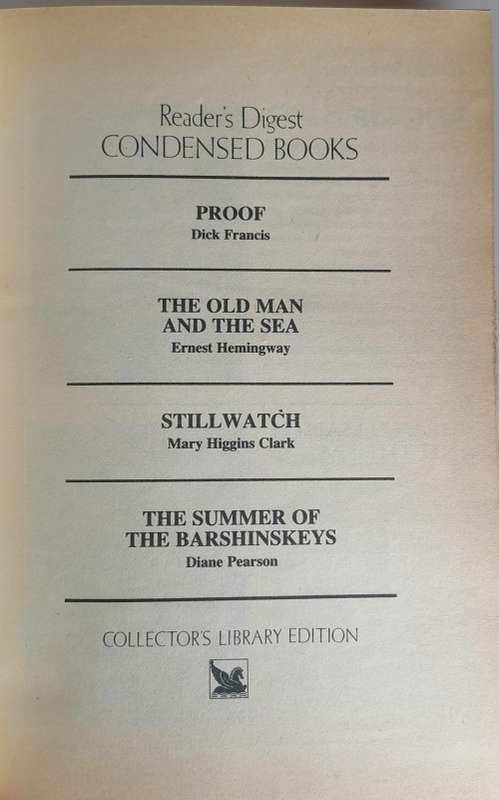 Reader's Digest
CONDENSED BOOKS
PROOF
Dick Francis
THE OLD MAN
AND THE SEA
Ernest Hemingway
STILLWATCH
Mary Higgins Clark
THE SUMMER OF
THE BARSHINSKEYS
Diane Pearson
COLLECTOR'S LIBRARY EDITION